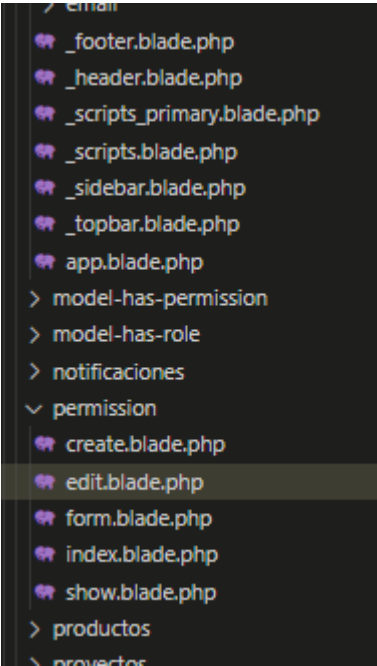 email
_footer.blade.php
_header.blade.php
_scripts_primary.blade.php
_scripts.blade.php
_sidebar.blade.php
_topbar.blade.php
app.blade.php
model-has-permission
model-has-role
notificaciones
permission
create.blade.php
edit.blade.php
form.blade.php
index.blade.php
show.blade.php
productos
proyectos